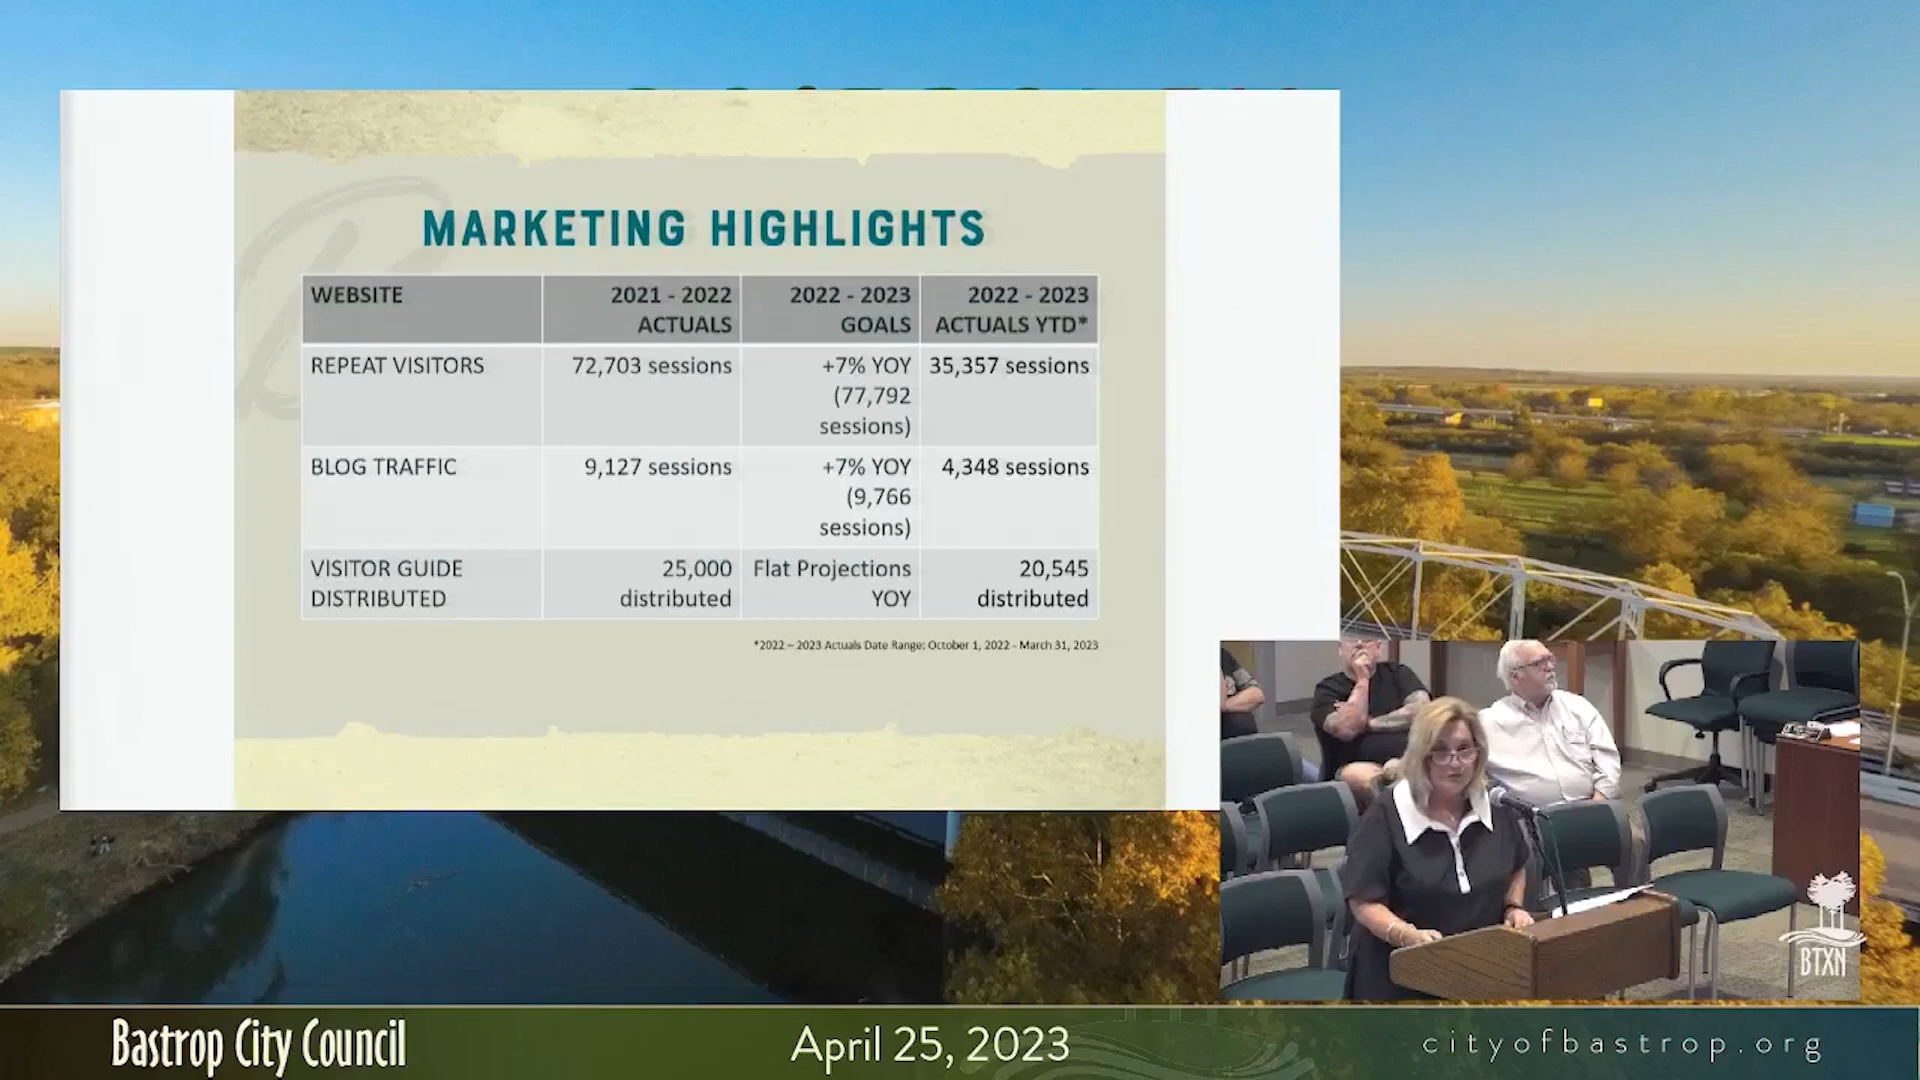 MARKETING HIGHLIGHTS
WEBSITE
2021 - 2022
ACTUALS
2022 - 2023
GOALS
2022 - 2023
ACTUALS YTD*
REPEAT VISITORS
72,703 sessions
+7% YOY
(77,792
sessions)
35,357 sessions
BLOG TRAFFIC
9,127 sessions
+7% YOY
(9,766
sessions)
4,348 sessions
VISITOR GUIDE
DISTRIBUTED
25,000
distributed
Flat Projections
YOY
20,545
distributed
*2022 – 2023 Actuals Date Range: October 1, 2022 - March 31, 2023
BTXN
Bastrop City Council
April 25, 2023
cityofbastrop.org